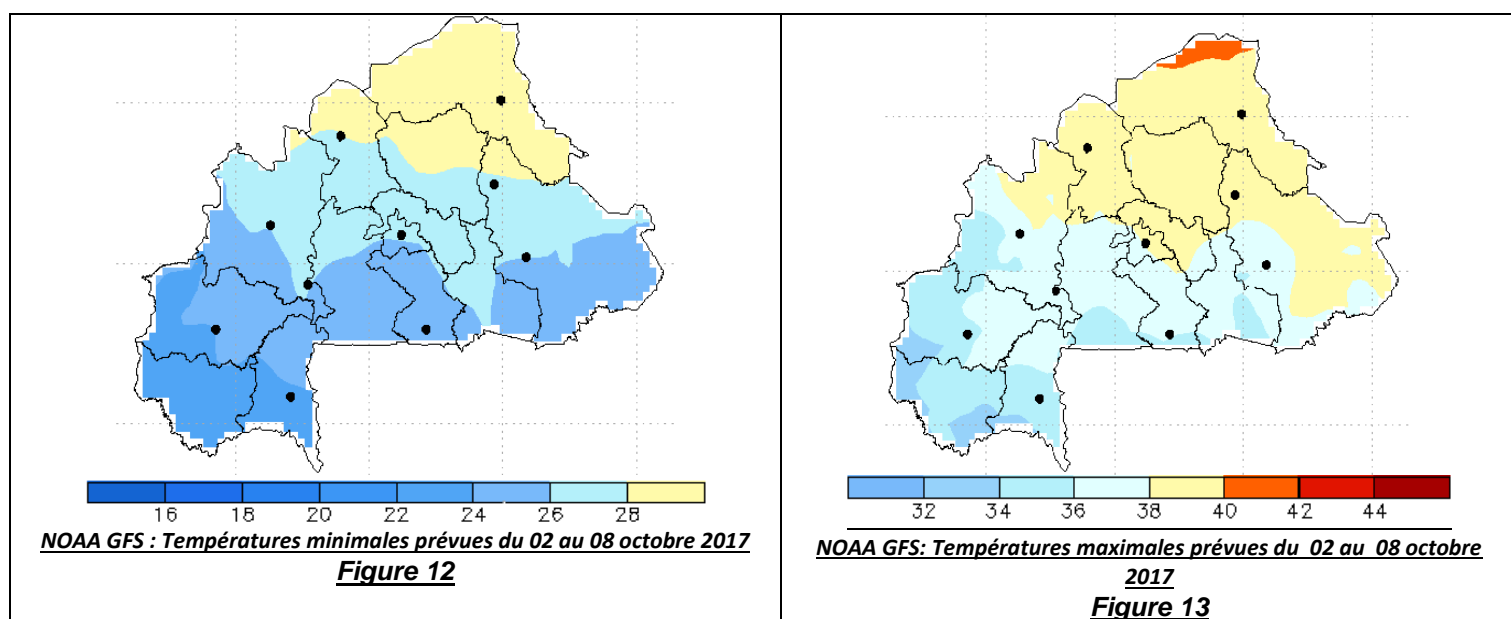 16 18 20 22 24 26 28
NOAA GFS : Températures minimales prévues du 02 au 08 octobre 2017
Figure 12
32 34 36 38 40 42 44
NOAA GFS: Températures maximales prévues du 02 au 08 octobre
2017
Figure 13